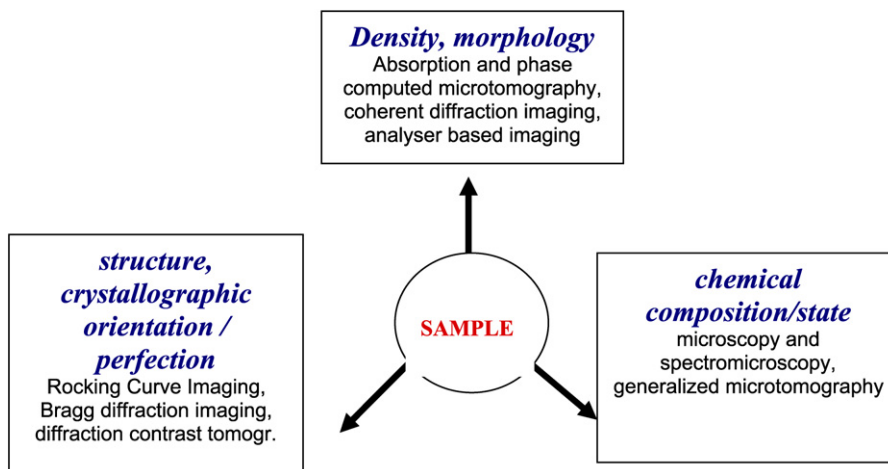 Density, morphology
Absorption and phase
computed microtomography,
coherent diffraction imaging,
analyser based imaging
structure,
crystallographic
orientation /
perfection
Rocking Curve Imaging,
Bragg diffraction imaging,
diffraction contrast tomogr.
SAMPLE
chemical
composition/state
microscopy and
spectromicroscopy,
generalized microtomography